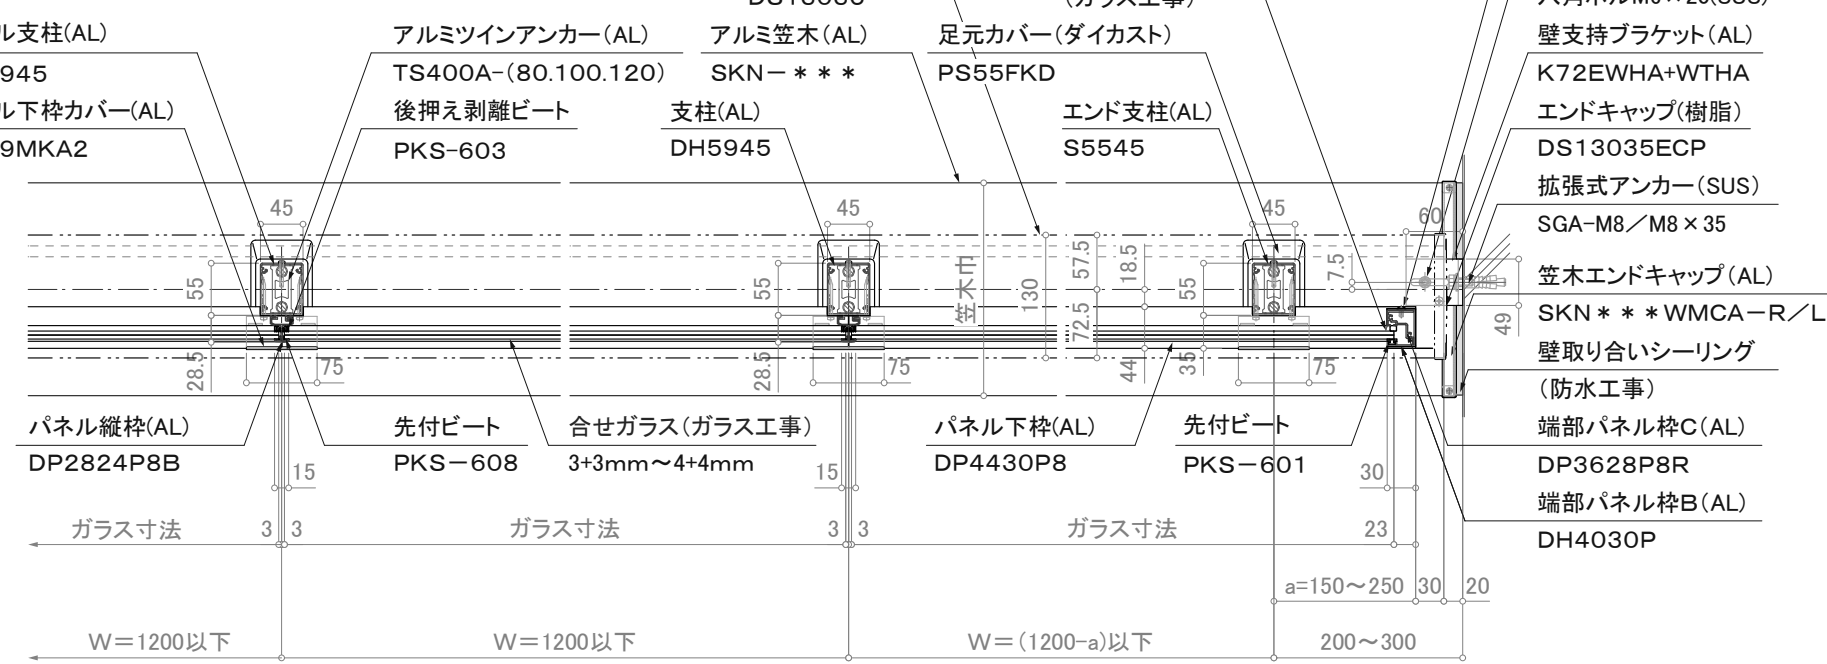 ル支柱(AL)
945
ル下枠カバー(AL)
9MKA2
アルミツインアンカー(AL)
TS400A-(80.100.120)
後押え剥離ビート
PKS-603
アルミ笠木(AL)
SKN－＊＊＊
支柱(AL)
DH5945
足元カバー(ダイカスト)
PS55FKD
エンド支柱(AL)
S5545
壁支持ブラケット(AL)
K72EWHA+WTHA
エンドキャップ(樹脂)
DS13035ECP
拡張式アンカー(SUS)
SGA-M8／M8×35
笠木エンドキャップ(AL)
SKN＊＊＊WMCA－R／L
壁取り合いシーリング
(防水工事)
端部パネル枠C(AL)
DP3628P8R
端部パネル枠B(AL)
DH4030P
45
45
45
60
55
55
55
笠木巾
130
57.5
18.5
7.5
72.5
49
28.5
28.5
44
35
75
75
75
パネル縦枠(AL)
DP2824P8B
先付ビート
PKS－608
合せガラス(ガラス工事)
3+3mm～4+4mm
パネル下枠(AL)
DP4430P8
先付ビート
PKS－601
15
15
30
ガラス寸法
3
3
ガラス寸法
3
3
ガラス寸法
23
a=150～250
30
20
W＝1200以下
W＝1200以下
W＝(1200-a)以下
200～300